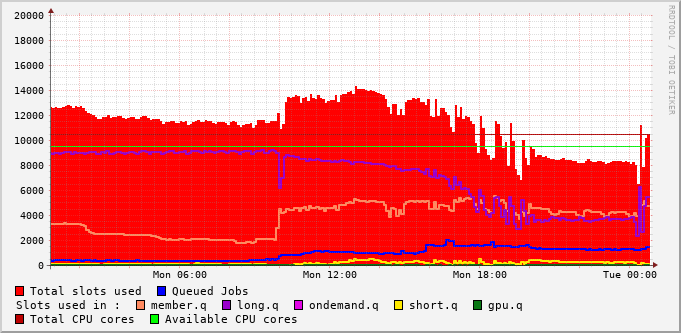 RRDTOOL / TOBI OETIKER
20000
18000
16000
14000
12000
10000
8000
6000
4000
2000
0
Mon 06:00 Mon 12:00 Mon 18:00 Tue 00:00
Total slots used Queued Jobs
Slots used in : member.q long.q ondemand.q short.q gpu.q
Total CPU cores Available CPU cores